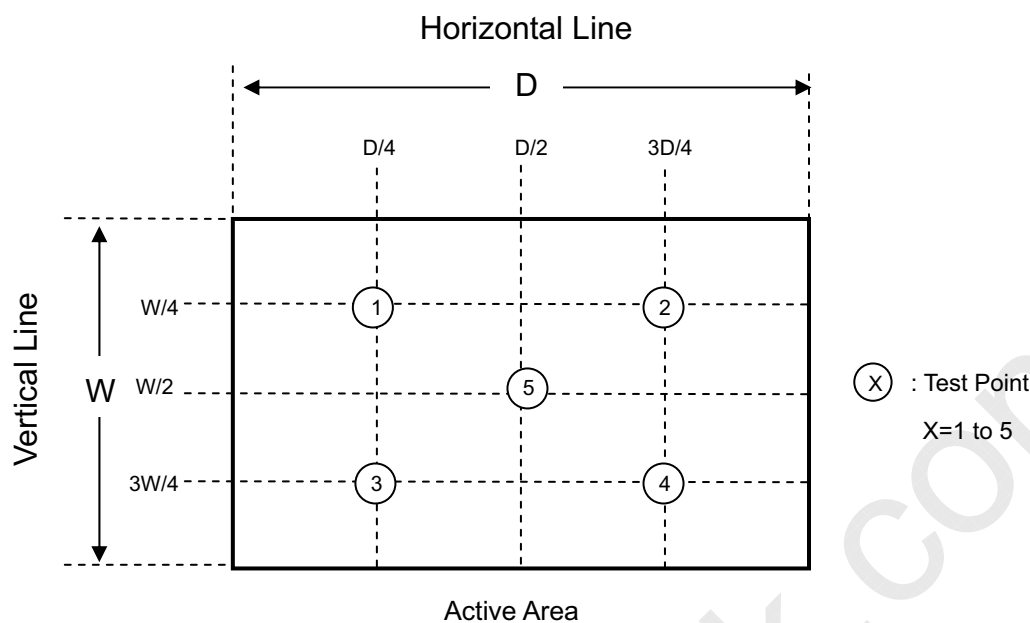 Horizontal Line
D
D/4 D/2 3D/4
Vertical Line
W
W/4
W/2
3W/4
1
2
5
3
4
X : Test Point
X=1 to 5
Active Area